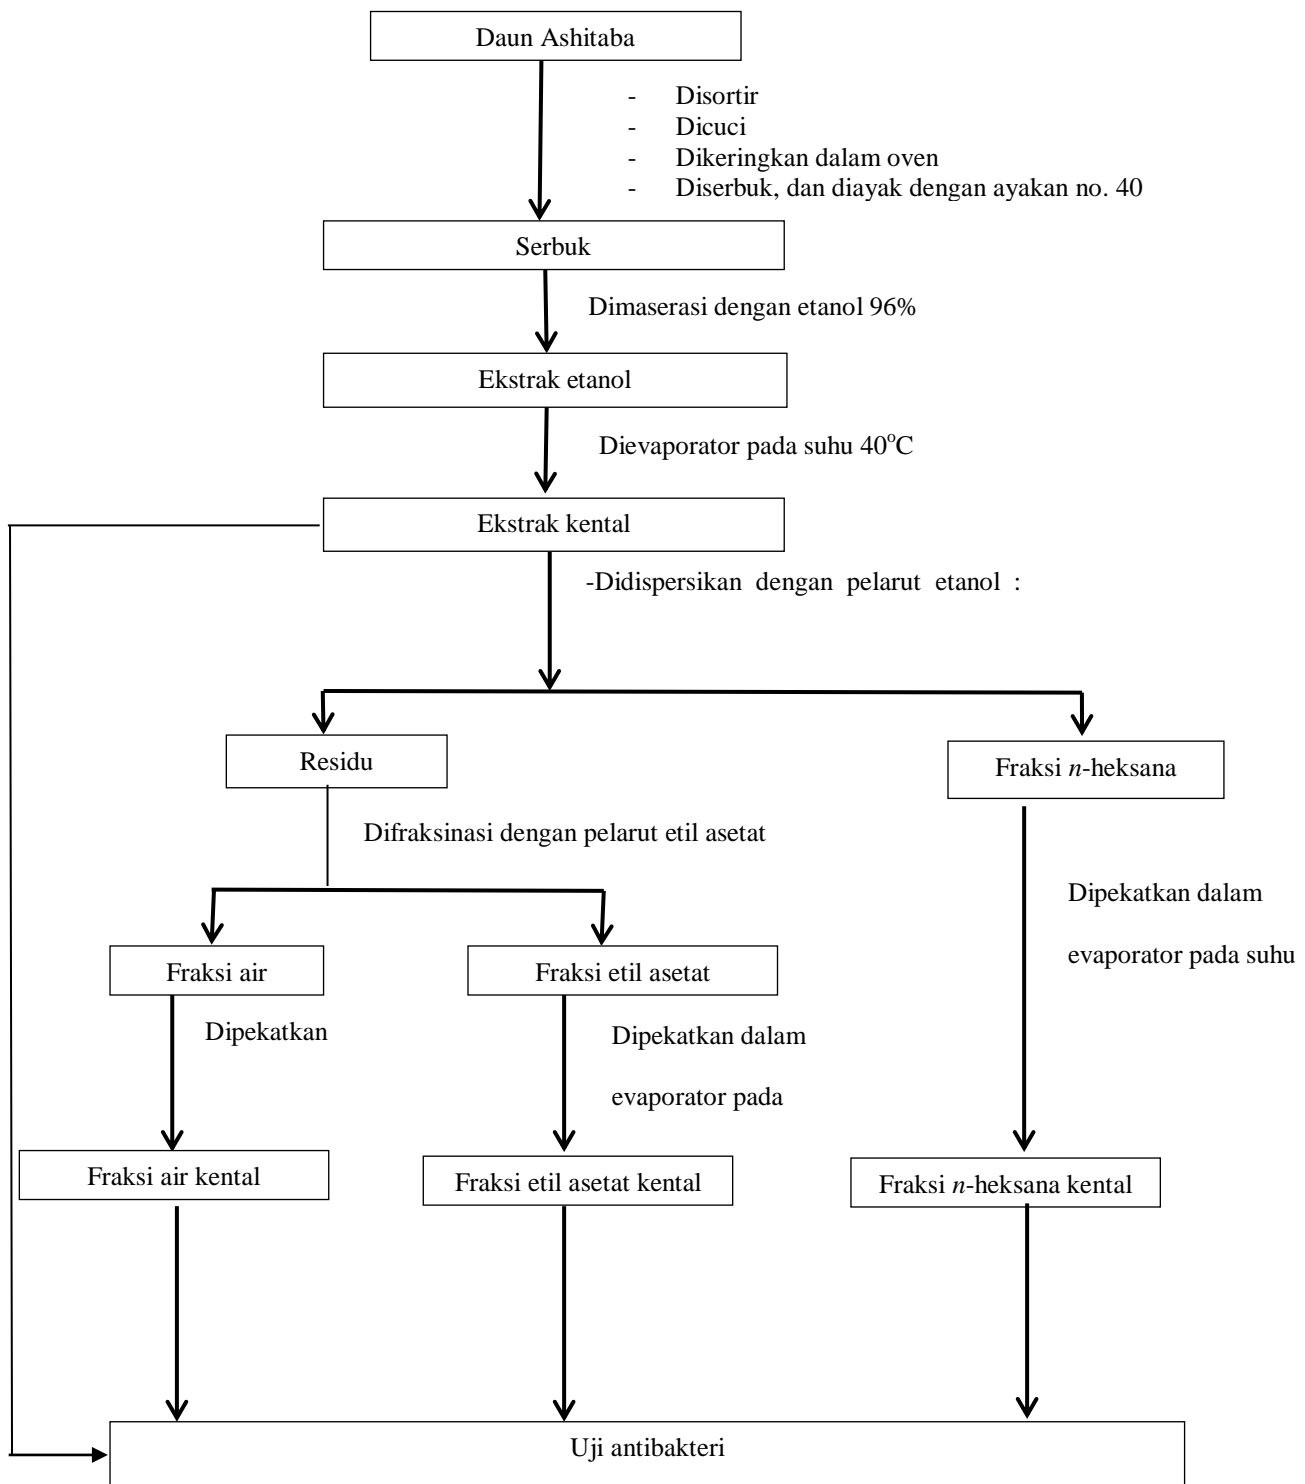 Daun Ashitaba
- Disortir
- Dicuci
- Dikeringkan dalam oven
- Diserbuk, dan diayak dengan ayakan no. 40
Serbuk
Dimaserasi dengan etanol 96%
Ekstrak etanol
Dievaporator pada suhu 40°C
Ekstrak kental
-Didispersikan dengan pelarut etanol :
Residu
Fraksi n-heksana
Difraksinasi dengan pelarut etil asetat
Dipekatkan dalam
evaporator pada suhu
Fraksi air
Fraksi etil asetat
Dipekatkan
Dipekatkan dalam
evaporator pada
Fraksi air kental
Fraksi etil asetat kental
Fraksi n-heksana kental
Uji antibakteri